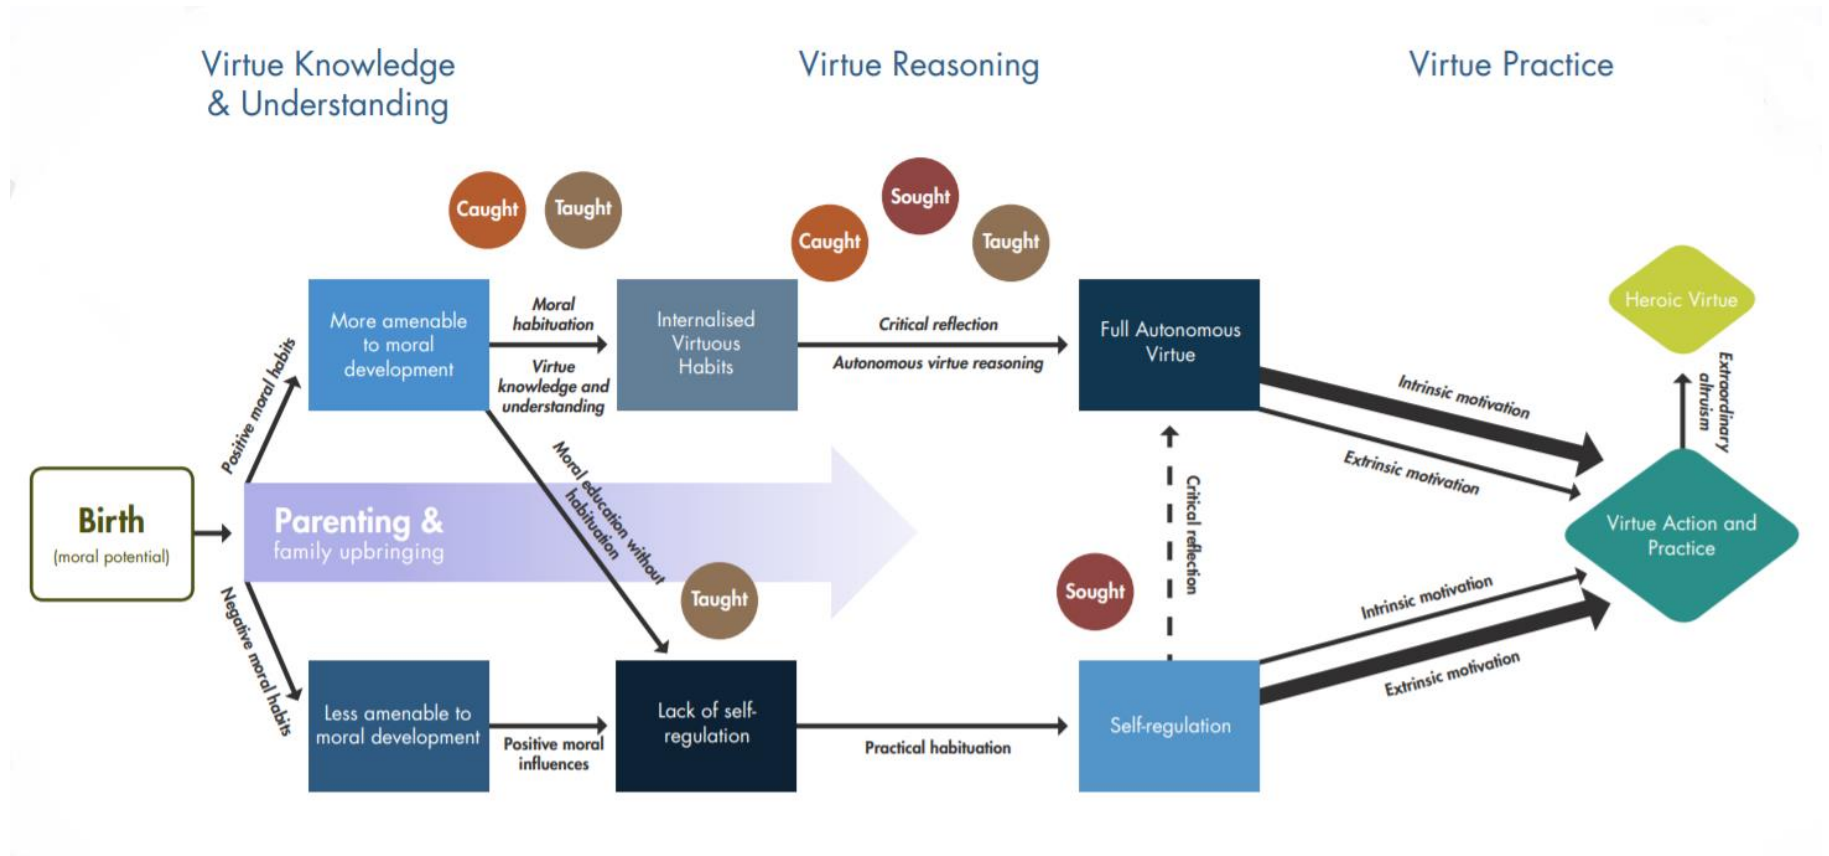 Virtue Knowledge
& Understanding
Virtue Reasoning
Virtue Practice
Caught
Taught
Caught
Sought
Taught
Positive moral habits
More amenable
to moral
development
Moral
habituation
Virtue
knowledge and
understanding
Internalised
Virtuous
Habits
Critical reflection
Autonomous virtue reasoning
Full Autonomous
Virtue
Intrinsic motivation
Extrinsic motivation
Heroic Virtue
Extraordinary
altruism
Birth
(moral potential)
Parenting &
family upbringing
Moral education without
habituation
Taught
Sought
Critical reflection
Virtue Action and
Practice
Negative moral habits
Less amenable to
moral development
Positive moral
influences
Lack of self-
regulation
Practical habituation
Self-regulation
Intrinsic motivation
Extrinsic motivation